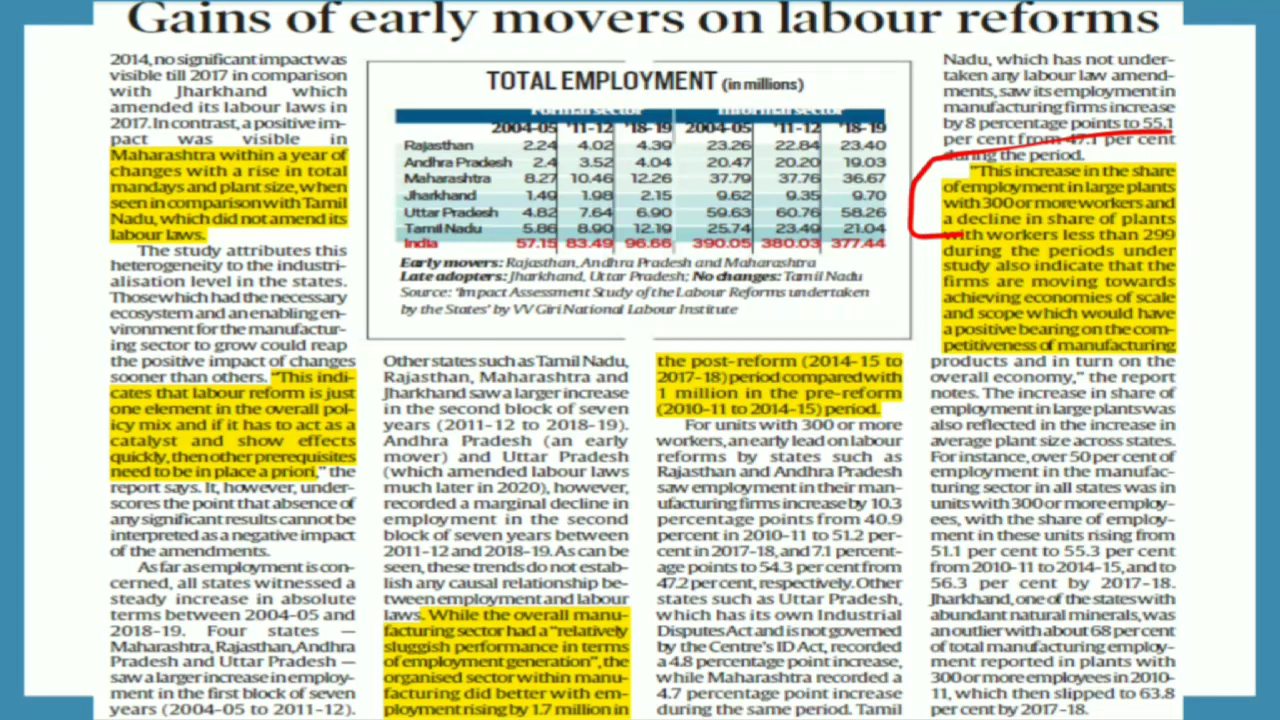 Gains of early movers on labour reforms
2014, no significant impact was
visible till 2017 in comparison
with Jharkhand which
amended its labour laws in
2017. In contrast, a positive im-
pact was visible in
Maharashtra within a year of
changes with a rise in total
mandays and plant size, when
seen in comparison with Tamil
Nadu, which did not amend its
labour laws.
The study attributes this
heterogeneity to the industri-
alisation level in the states.
Those which had the necessary
ecosystem and an enabling en-
vironment for the manufactur-
ing sector to grow could reap
the positive impact of changes
sooner than others. "This indi-
cates that labour reform is just
one element in the overall pol-
icy mix and if it has to act as a
catalyst and show effects
quickly, then other prerequisites
need to be in place a priori," the
report says. It, however, under-
scores the point that absence of
any significant results cannot be
interpreted as a negative impact
of the amendments.
As far as employment is con-
cerned, all states witnessed a
steady increase in absolute
terms between 2004-05 and
2018-19. Four states —
Maharashtra, Rajasthan, Andhra
Pradesh and Uttar Pradesh —
saw a larger increase in employ-
ment in the first block of seven
years (2004-05 to 2011-12).
TOTAL EMPLOYMENT (in millions)
Formal sector Informal sector
2004-05 '11-12 '18-19 2004-05 '11-12 '18-19
Rajasthan 2.24 4.02 4.39 23.26 22.84 23.40
Andhra Pradesh 2.4 3.52 4.04 20.47 20.20 19.03
Maharashtra 8.27 10.46 12.26 37.79 37.76 36.67
Jharkhand 1.49 1.98 2.15 9.62 9.35 9.70
Uttar Pradesh 4.82 7.64 6.90 59.63 60.76 58.26
Tamil Nadu 5.86 8.90 12.19 25.74 23.49 21.04
India 57.15 83.49 96.66 390.05 380.03 377.44
Early movers: Rajasthan, Andhra Pradesh and Maharashtra
Late adopters: Jharkhand, Uttar Pradesh; No changes: Tamil Nadu
Source: 'Impact Assessment Study of the Labour Reforms undertaken
by the States' by VV Giri National Labour Institute
Other states such as Tamil Nadu,
Rajasthan, Maharashtra and
Jharkhand saw a larger increase
in the second block of seven
years (2011-12 to 2018-19).
Andhra Pradesh (an early
mover) and Uttar Pradesh
(which amended labour laws
much later in 2020), however,
recorded a marginal decline in
employment in the second
block of seven years between
2011-12 and 2018-19. As can be
seen, these trends do not estab-
lish any causal relationship be-
tween employment and labour
laws. While the overall manu-
facturing sector had a "relatively
sluggish performance in terms
of employment generation", the
organised sector within manu-
facturing did better with em-
ployment rising by 1.7 million in
the post-reform (2014-15 to
2017-18) period compared with
1 million in the pre-reform
(2010-11 to 2014-15) period.
For units with 300 or more
workers, an early lead on labour
reforms by states such as
Rajasthan and Andhra Pradesh
saw employment in their man-
ufacturing firms increase by 10.3
percentage points from 40.9
percent in 2010-11 to 51.2 per-
cent in 2017-18, and 7.1 percent-
age points to 54.3 per cent from
47.2 per cent, respectively. Other
states such as Uttar Pradesh,
which has its own Industrial
Disputes Act and is not governed
by the Centre's ID Act, recorded
a 4.8 percentage point increase,
while Maharashtra recorded a
4.7 percentage point increase
during the same period. Tamil
Nadu, which has not under-
taken any labour law amend-
ments, saw its employment in
manufacturing firms increase
by 8 percentage points to 55.1
per cent from 47.1 per cent
during the period.
"This increase in the share
of employment in large plants
with 300 or more workers and
a decline in share of plants
with workers less than 299
during the periods under
study also indicate that the
firms are moving towards
achieving economies of scale
and scope which would have
a positive bearing on the com-
petitiveness of manufacturing
products and in turn on the
overall economy," the report
notes. The increase in share of
employment in large plants was
also reflected in the increase in
average plant size across states.
For instance, over 50 per cent of
employment in the manufac-
turing sector in all states was in
units with 300 or more employ-
ees, with the share of employ-
ment in these units rising from
51.1 per cent to 55.3 per cent
from 2010-11 to 2014-15, and to
56.3 per cent by 2017-18.
Jharkhand, one of the states with
abundant natural minerals, was
an outlier with about 68 per cent
of total manufacturing employ-
ment reported in plants with
300 or more employees in 2010-
11, which then slipped to 63.8
per cent by 2017-18.